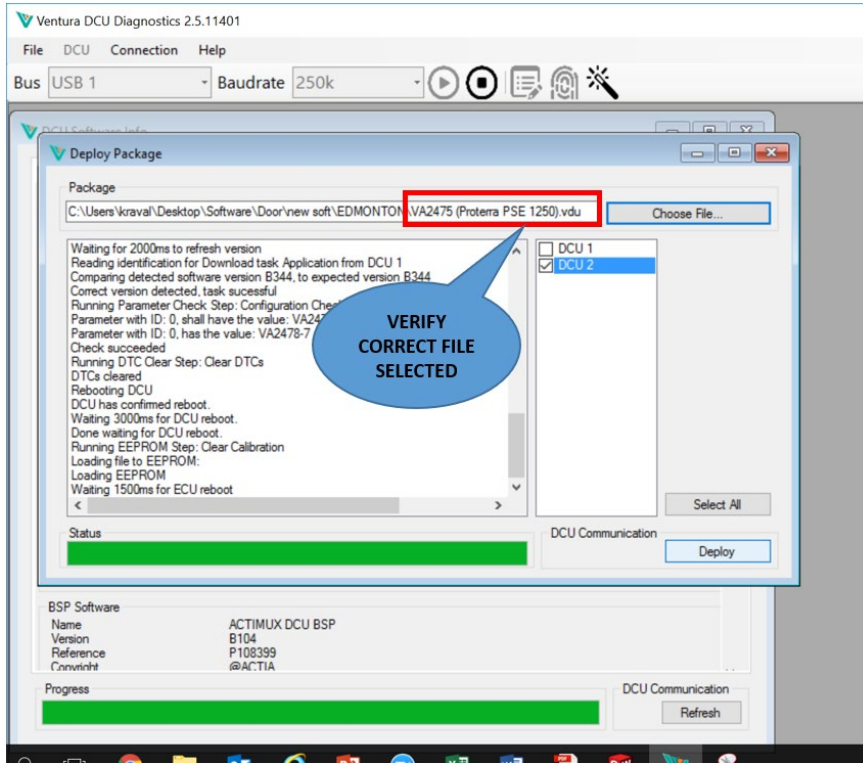 Ventura DCU Diagnostics 2.5.11401
File DCU Connection Help
Bus USB 1 Baudrate 250k
DCU Software Info
Deploy Package
Package
C:\Users\kraval\Desktop\Software\Door\new soft\EDMONTON\VA2475 (Proterra PSE 1250).vdu Choose File...
Waiting for 2000ms to refresh version
Reading identification for Download task Application from DCU 1
Comparing detected software version B344, to expected version B344
Correct version detected, task sucessful
Running Parameter Check Step: Configuration Chec
Parameter with ID: 0, shall have the value: VA247
Parameter with ID: 0, has the value: VA2478-7
Check succeeded
Running DTC Clear Step: Clear DTCs
DTCs cleared
Rebooting DCU
DCU has confirmed reboot.
Waiting 3000ms for DCU reboot.
Done waiting for DCU reboot.
Running EEPROM Step: Clear Calibration
Loading file to EEPROM:
Loading EEPROM
Waiting 1500ms for ECU reboot
DCU 1
DCU 2
VERIFY
CORRECT FILE
SELECTED
Select All
Status
DCU Communication
Deploy
BSP Software
Name ACTIMUX DCU BSP
Version B104
Reference P108399
Copyright @ACTIA
Progress
DCU Communication
Refresh